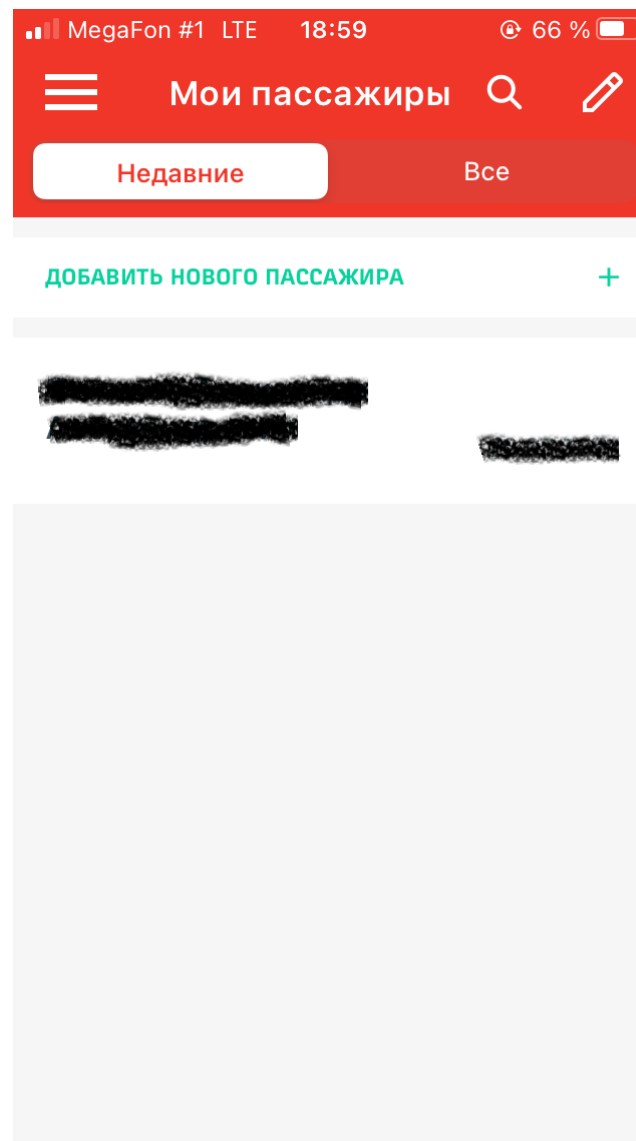 MegaFon #1 LTE 18:59 66 %
Мои пассажиры
Недавние Все
ДОБАВИТЬ НОВОГО ПАССАЖИРА +